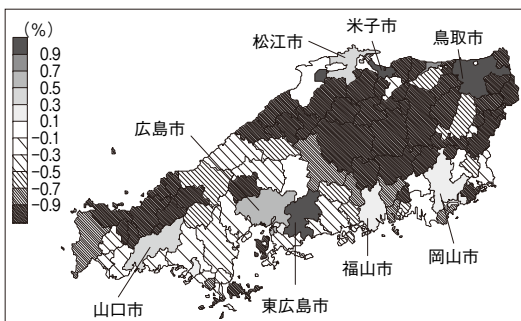 (%)
0.9
0.7
0.5
0.3
0.1
-0.1
-0.3
-0.5
-0.7
-0.9
松江市
米子市
鳥取市
広島市
岡山市
福山市
東広島市
山口市